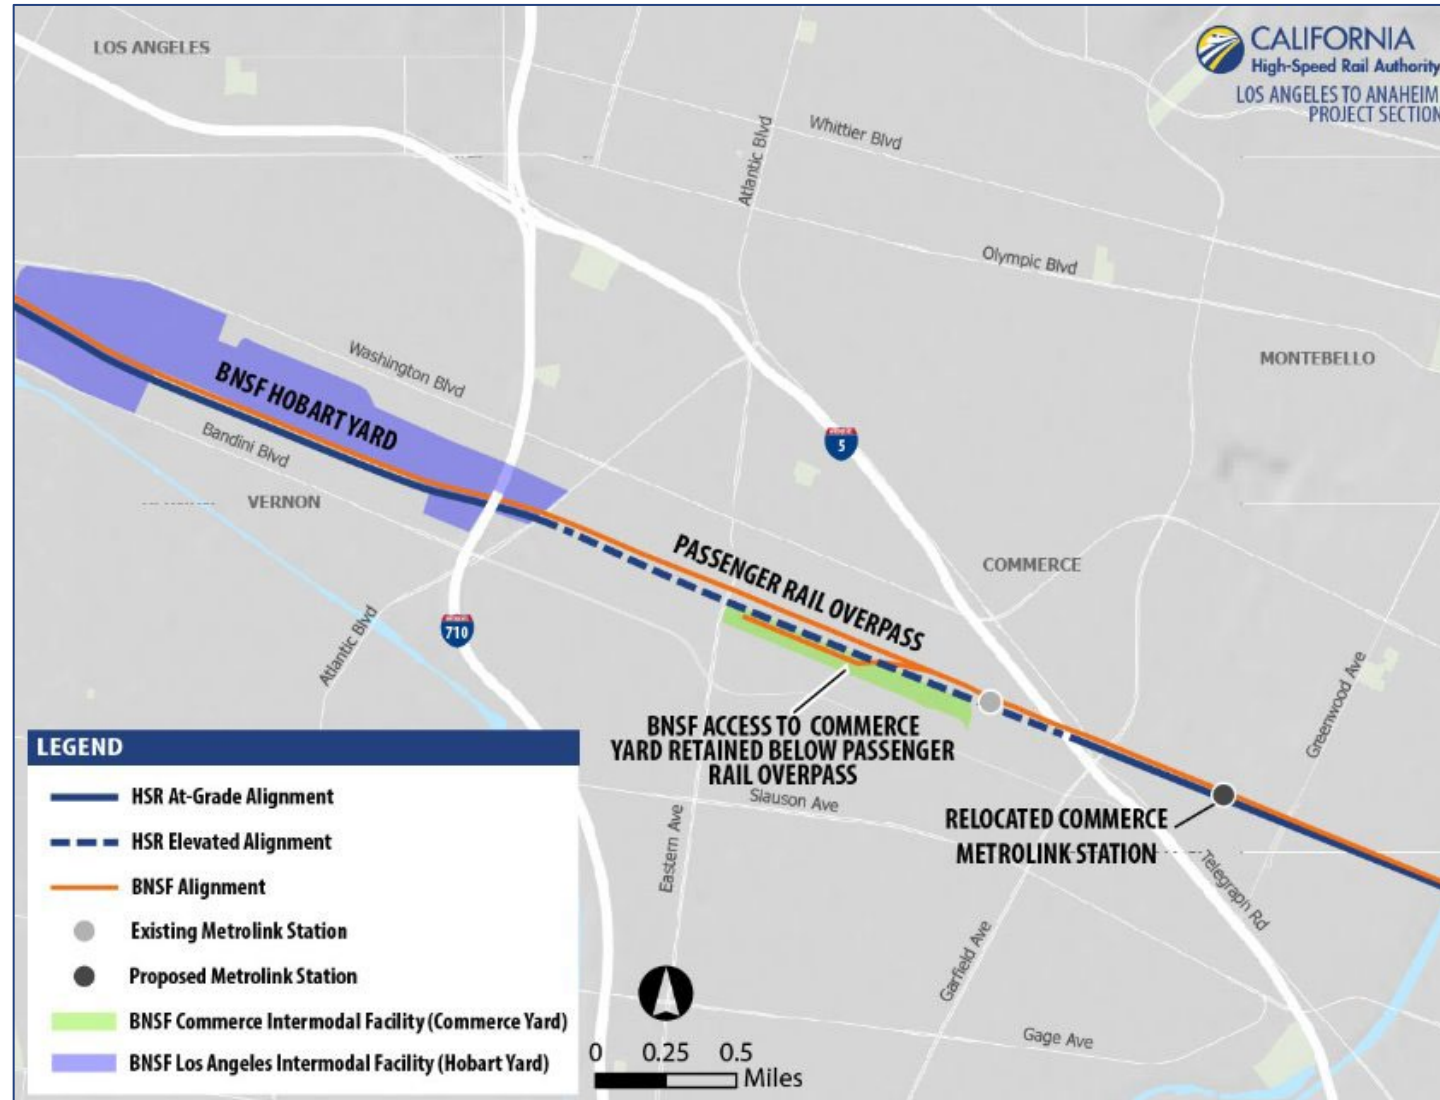 LOS ANGELES
CALIFORNIA
High-Speed Rail Authority
LOS ANGELES TO ANAHEIM
PROJECT SECTION
Whittier Blvd
Atlantic Blvd
Olympic Blvd
MONTEBELLO
Washington Blvd
BNSF HOBART YARD
Bandini Blvd
VERNON
5
PASSENGER RAIL OVERPASS
COMMERCE
710
Atlantic Blvd
Greenwood Ave
BNSF ACCESS TO COMMERCE
YARD RETAINED BELOW PASSENGER
RAIL OVERPASS
Slauson Ave
RELOCATED COMMERCE
METROLINK STATION
Eastern Ave
Telegraph Rd
Garfield Ave
Gage Ave
LEGEND
HSR At-Grade Alignment
HSR Elevated Alignment
BNSF Alignment
Existing Metrolink Station
Proposed Metrolink Station
BNSF Commerce Intermodal Facility (Commerce Yard)
BNSF Los Angeles Intermodal Facility (Hobart Yard)
0 0.25 0.5
Miles